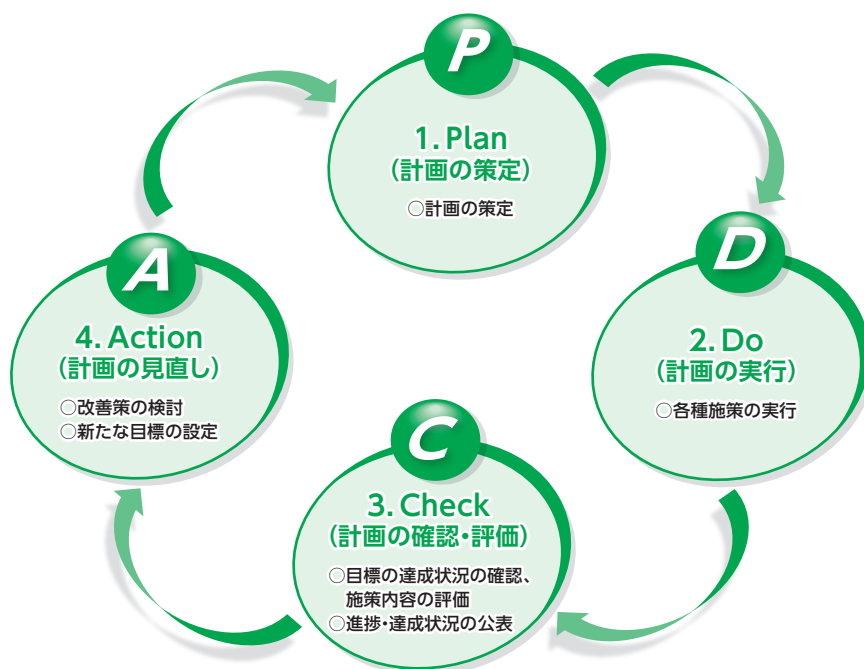 P
1. Plan
(計画の策定)
○計画の策定
D
2. Do
(計画の実行)
○各種施策の実行
C
3. Check
(計画の確認・評価)
○目標の達成状況の確認、
施策内容の評価
○進捗・達成状況の公表
A
4. Action
(計画の見直し)
○改善策の検討
○新たな目標の設定